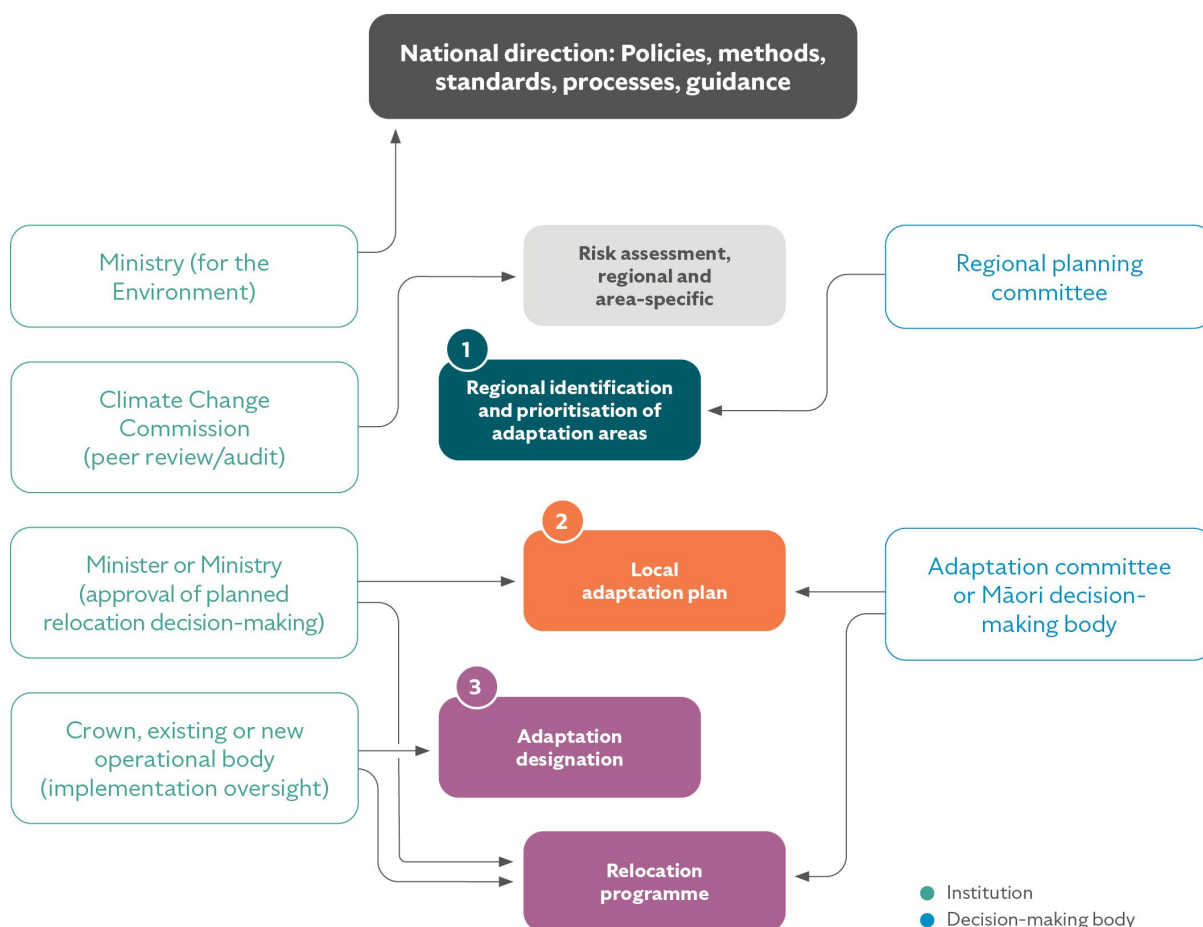 National direction: Policies, methods,
standards, processes, guidance
Ministry (for the
Environment)
Risk assessment,
regional and
area-specific
Regional planning
committee
1
Climate Change
Commission
(peer review/audit)
Regional identification
and prioritisation of
adaptation areas
2
Minister or Ministry
(approval of planned
relocation decision-making)
Local
adaptation plan
Adaptation committee
or Māori decision-
making body
3
Crown, existing or new
operational body
(implementation oversight)
Adaptation
designation
Relocation
programme
Institution
Decision-making body